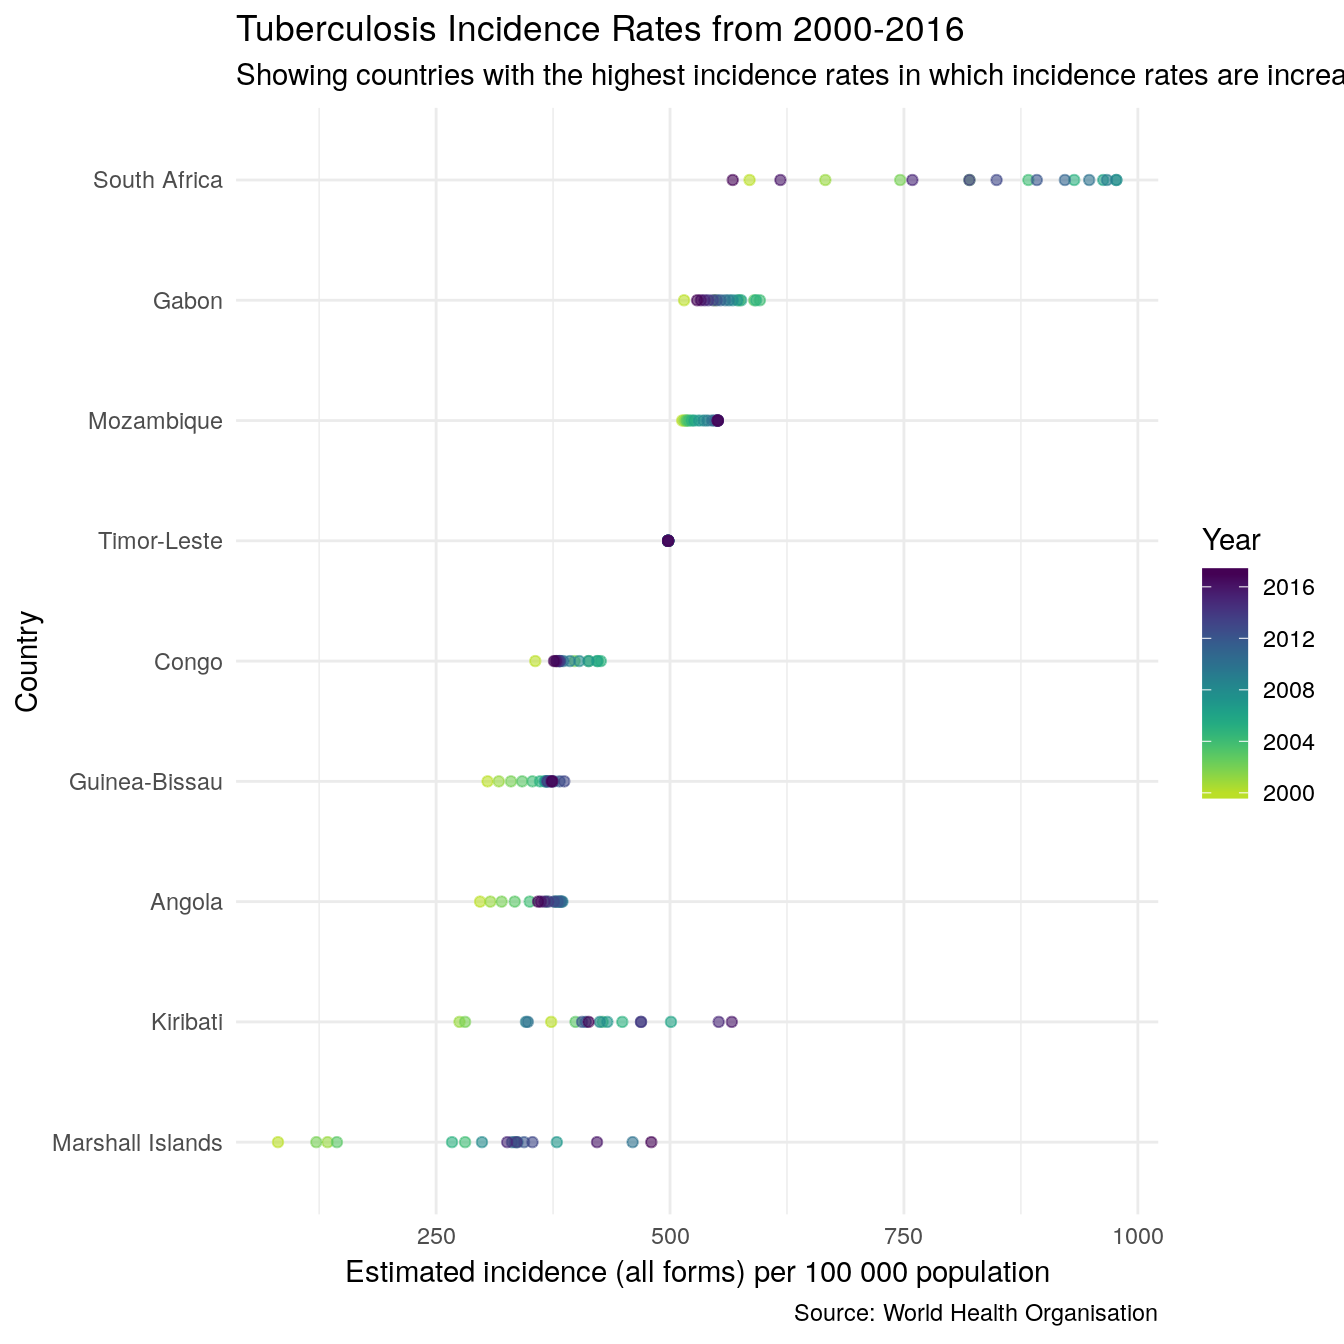 Tuberculosis Incidence Rates from 2000-2016
Showing countries with the highest incidence rates in which incidence rates are increa
South Africa
Gabon
Mozambique
Timor-Leste
Congo
Guinea-Bissau
Angola
Kiribati
Marshall Islands
Country
250 500 750 1000
Estimated incidence (all forms) per 100 000 population
Source: World Health Organisation
Year
2016
2012
2008
2004
2000